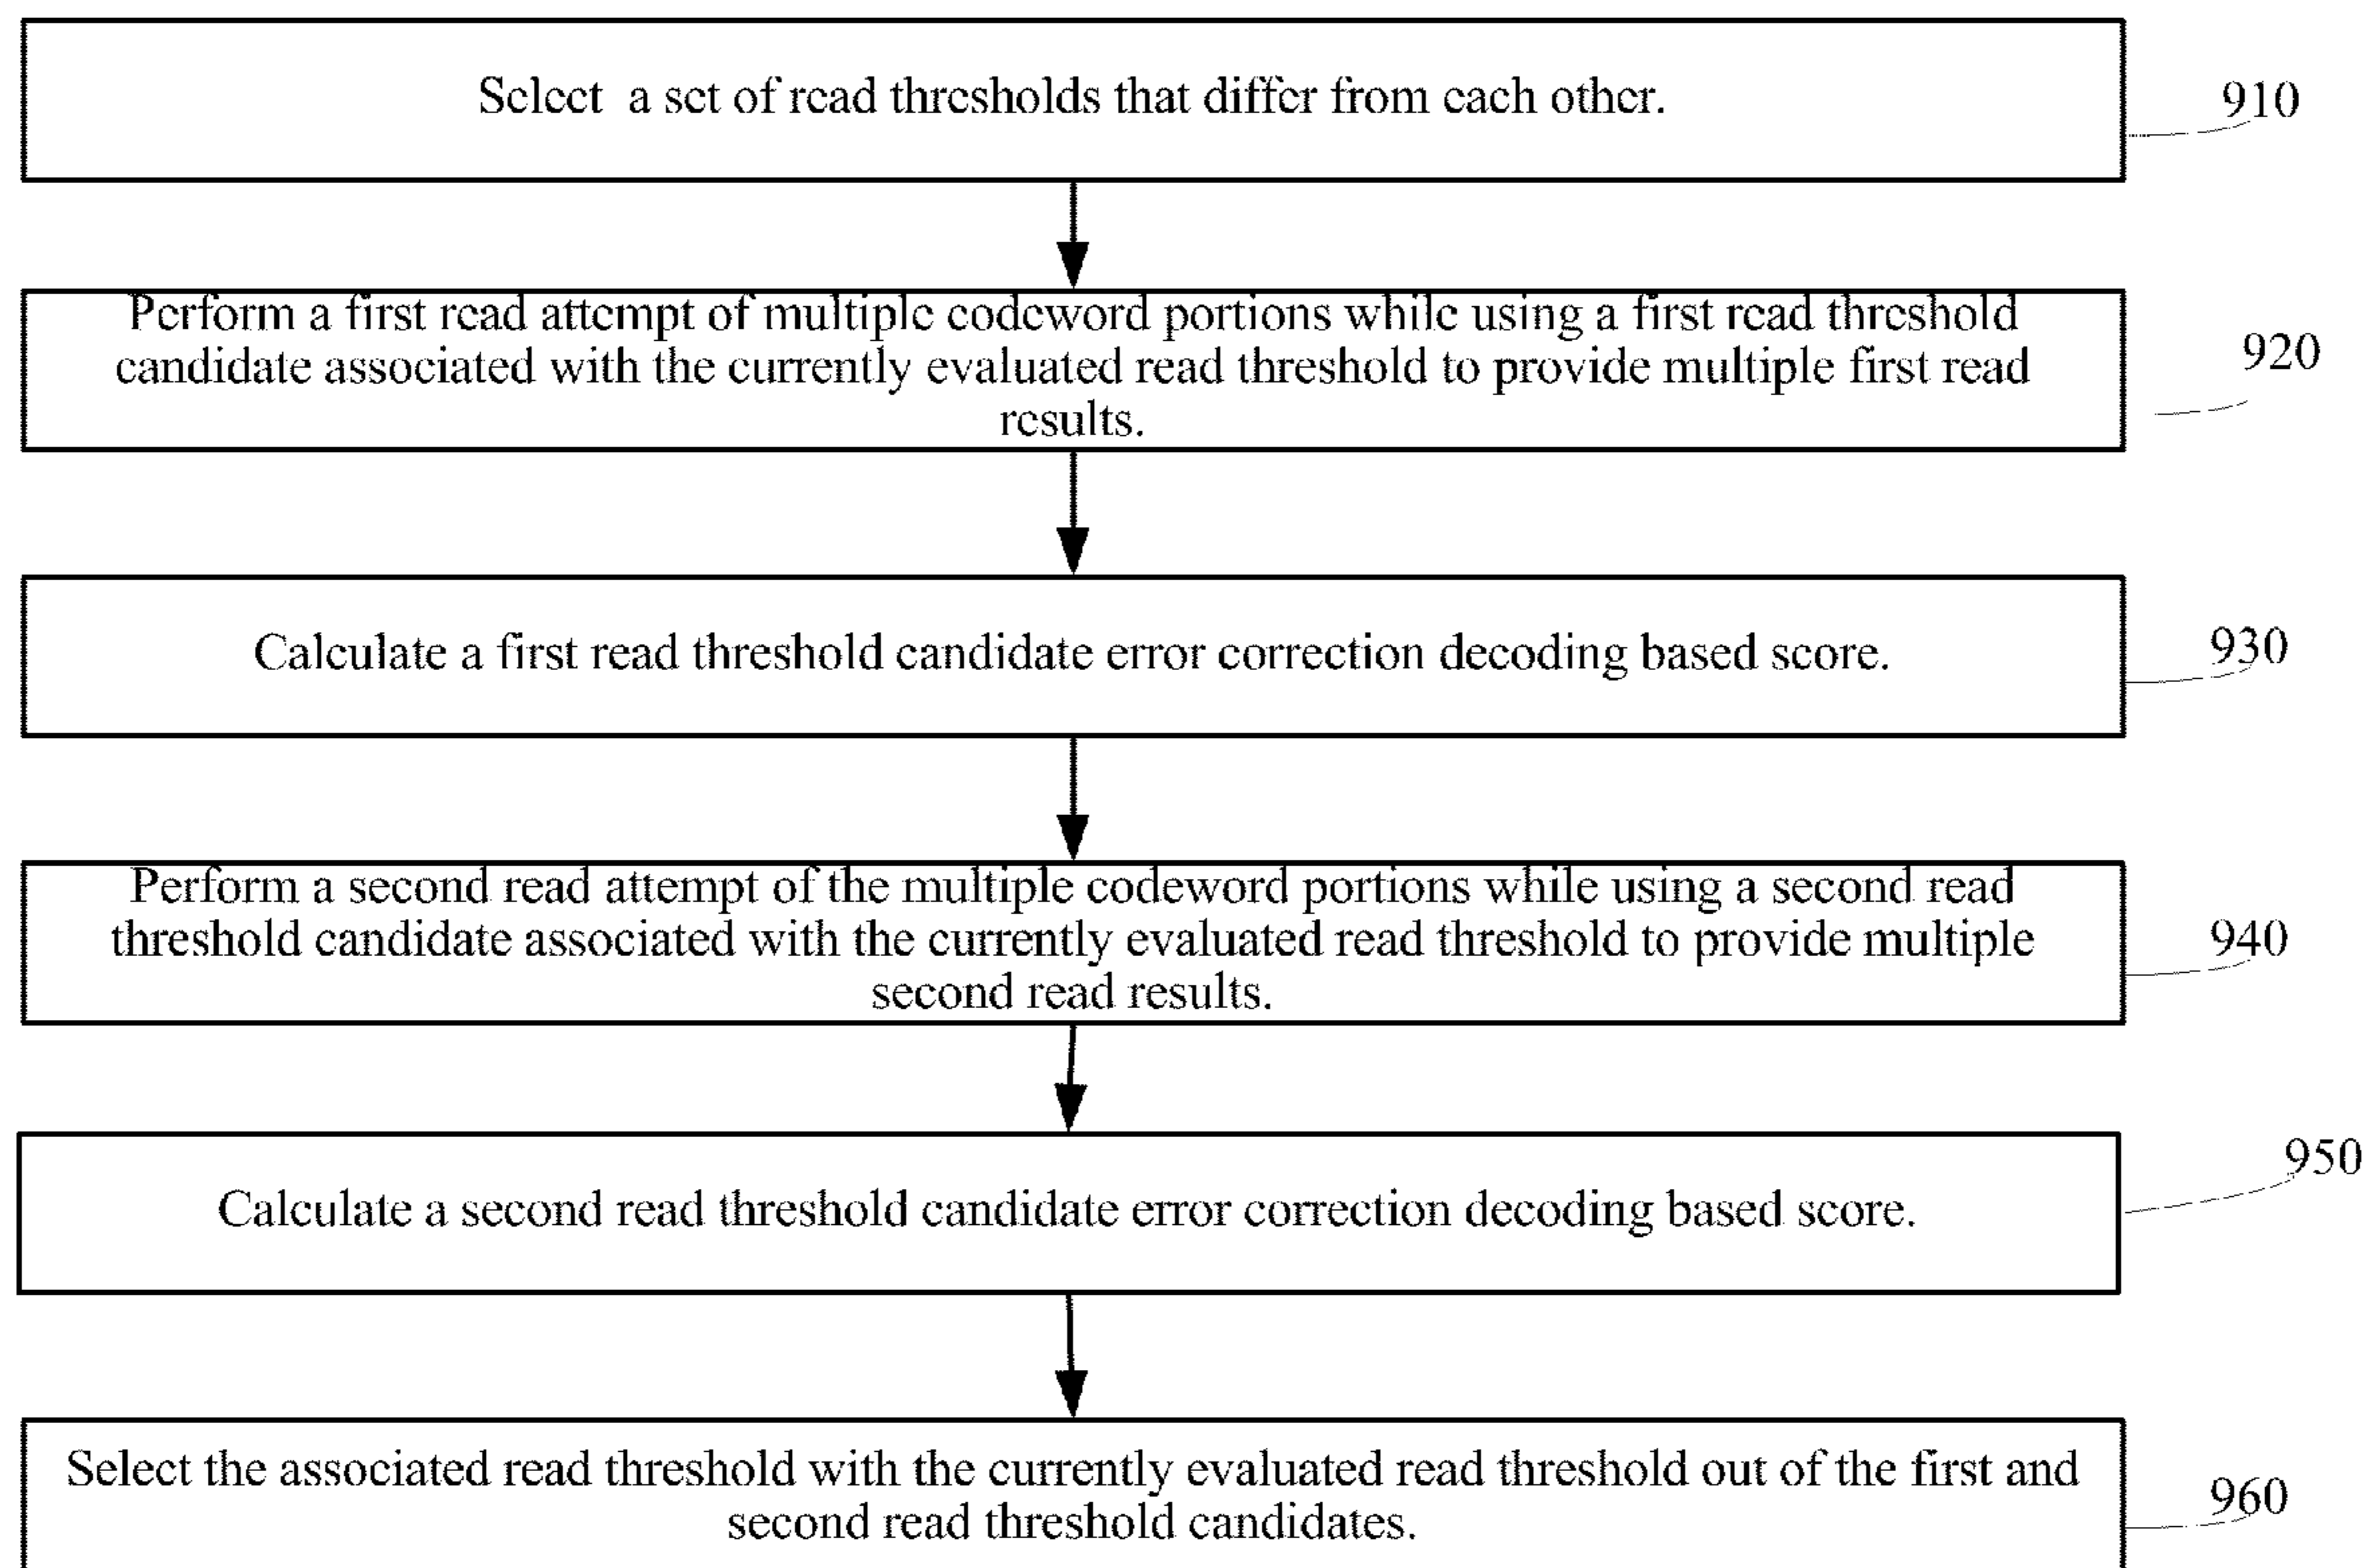 Select a set of read thresholds that differ from each other.
910
Perform a first read attempt of multiple codeword portions while using a first read threshold
candidate associated with the currently evaluated read threshold to provide multiple first read
results.
920
Calculate a first read threshold candidate error correction decoding based score.
930
Perform a second read attempt of the multiple codeword portions while using a second read
threshold candidate associated with the currently evaluated read threshold to provide multiple
second read results.
940
Calculate a second read threshold candidate error correction decoding based score.
950
Select the associated read threshold with the currently evaluated read threshold out of the first and
second read threshold candidates.
960